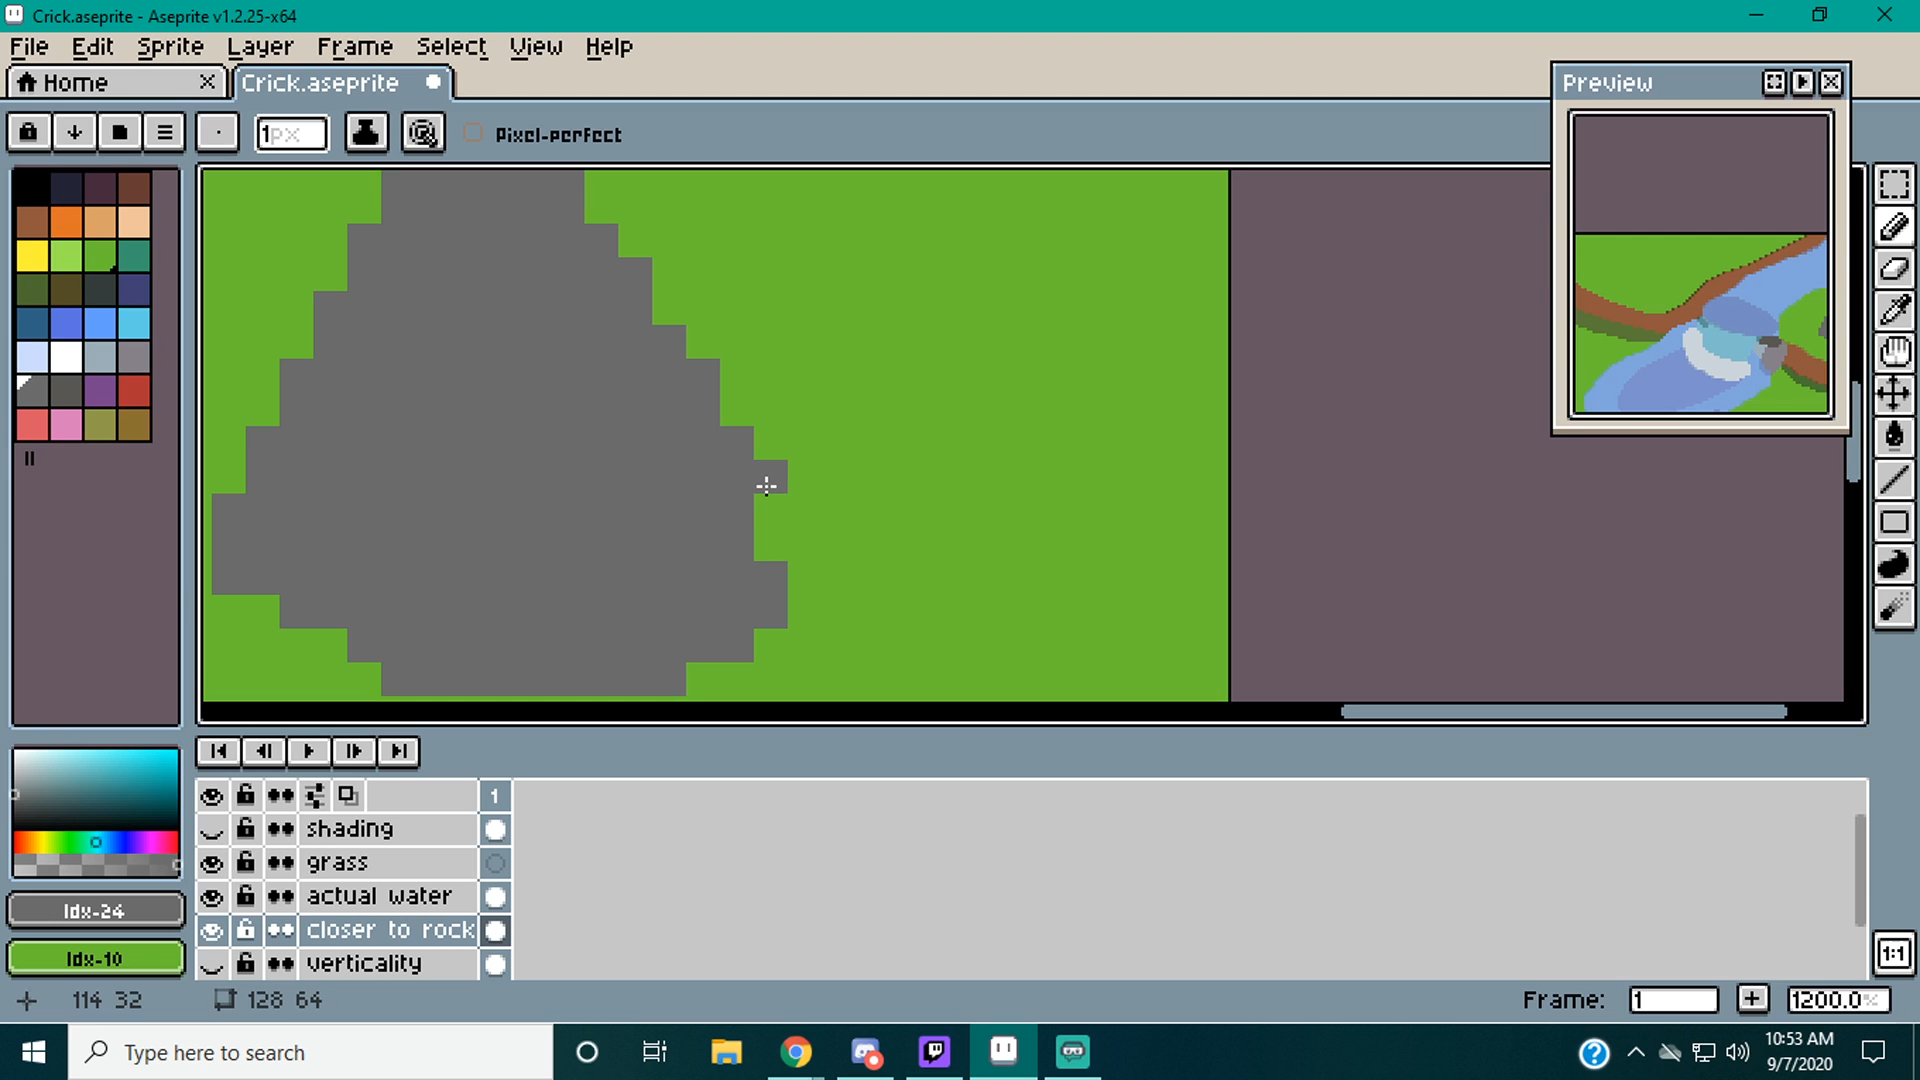 Crick.aseprite - Aseprite v1.2.25-x64
File Edit Sprite Layer Frame Select View Help
Home
Crick.aseprite
Preview
1px
Pixel-perfect
1
shading
grass
actual water
closer to rock
verticality
Idx-24
Idx-10
1:1
114 32
128 64
Frame:
1
1200.0%
Type here to search
10:53 AM
9/7/2020